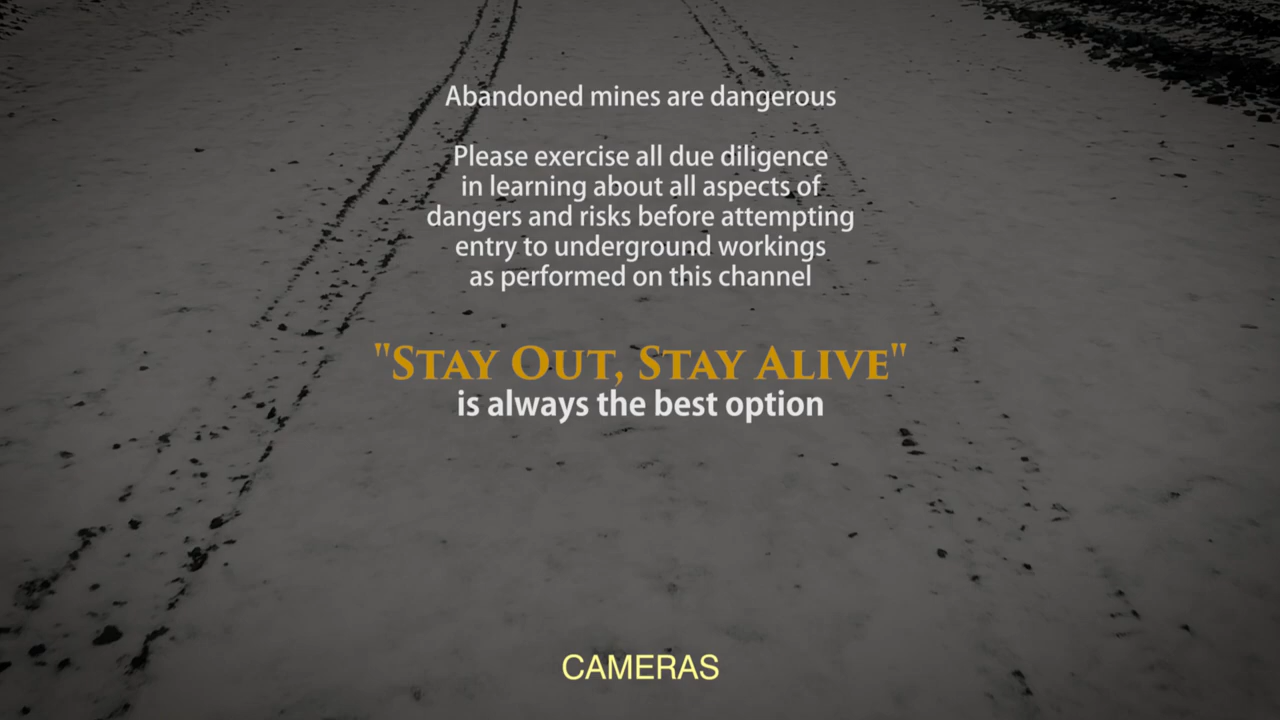 Abandoned mines are dangerous
Please exercise all due diligence
in learning about all aspects of
dangers and risks before attempting
entry to underground workings
as performed on this channel
"STAY OUT, STAY ALIVE"
is always the best option
CAMERAS